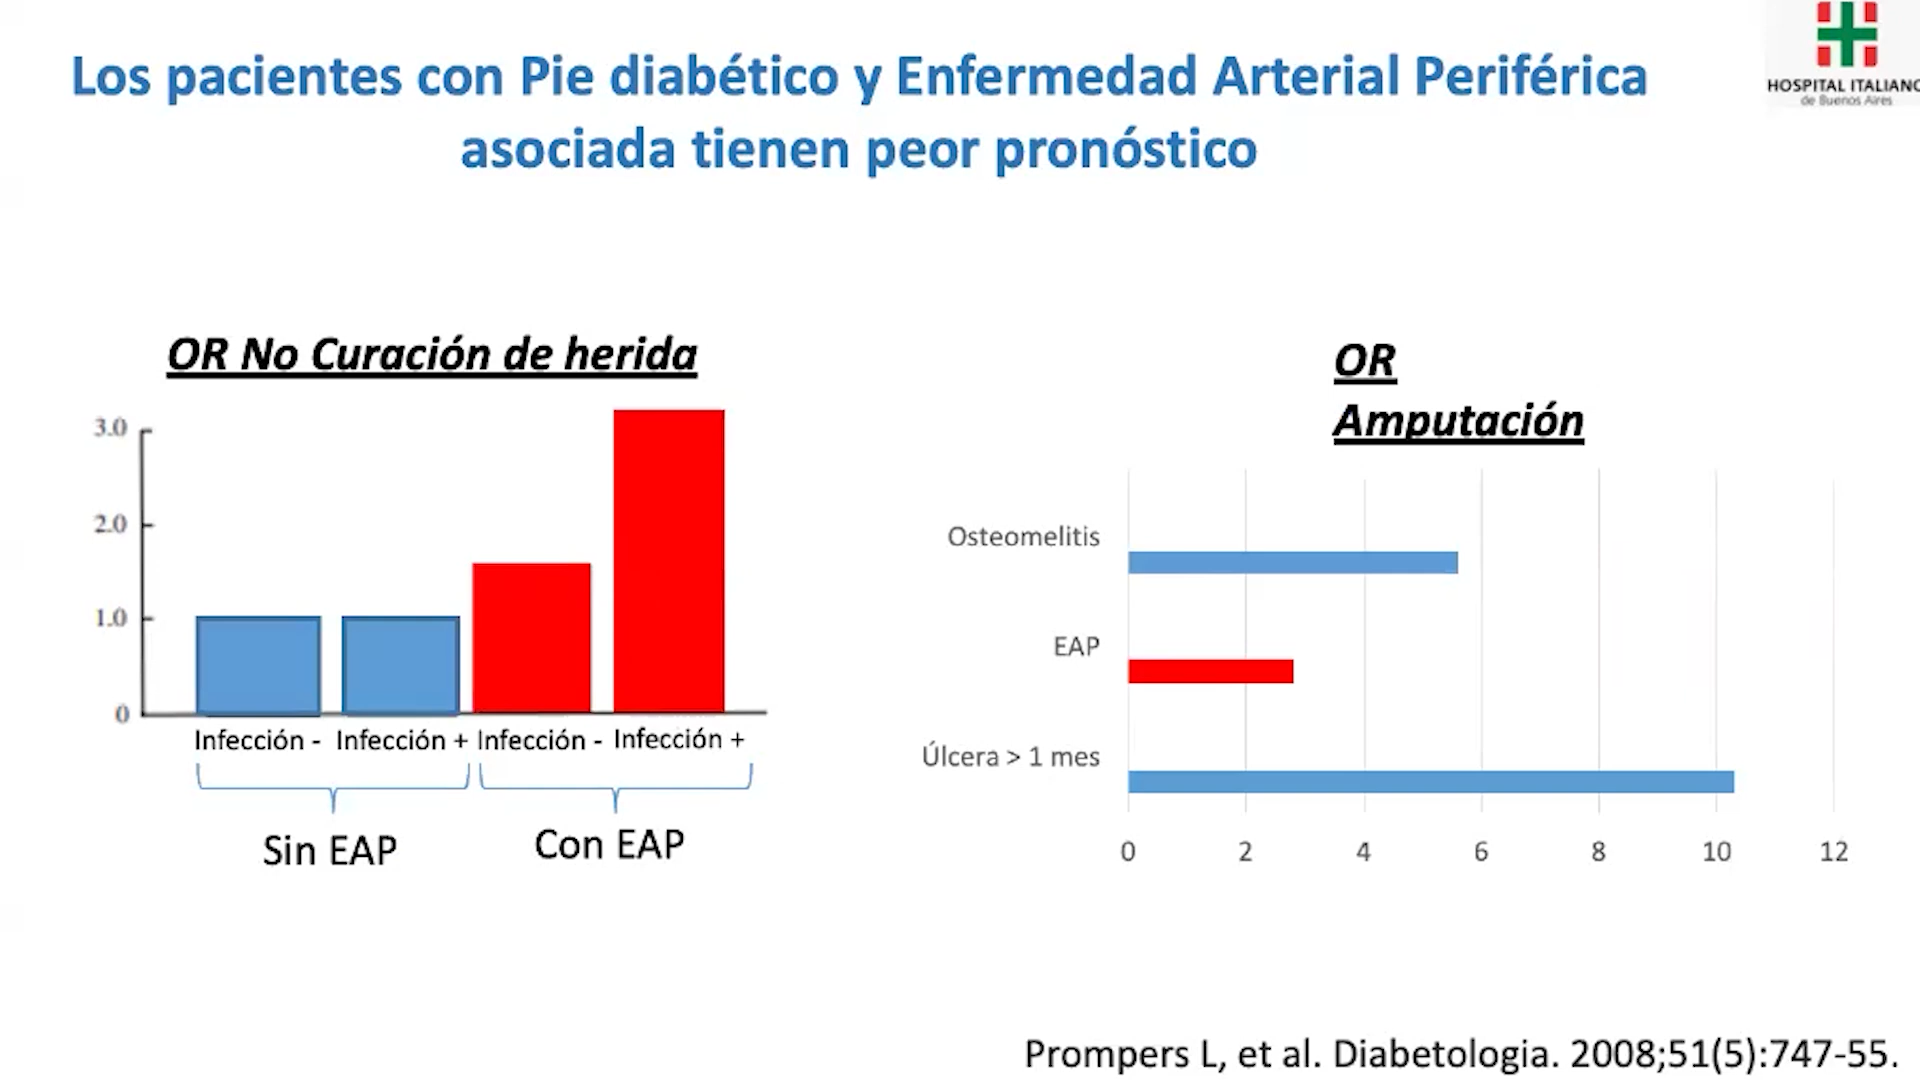 Los pacientes con Pie diabético y Enfermedad Arterial Periférica
asociada tienen peor pronóstico
HOSPITAL ITALIANO
de Buenos Aires
OR No Curación de herida
3.0
2.0
1.0
0
Infección - Infección + Infección - Infección +
Sin EAP Con EAP
OR
Amputación
Osteomelitis
EAP
Úlcera > 1 mes
0 2 4 6 8 10 12
Prompers L, et al. Diabetologia. 2008;51(5):747-55.